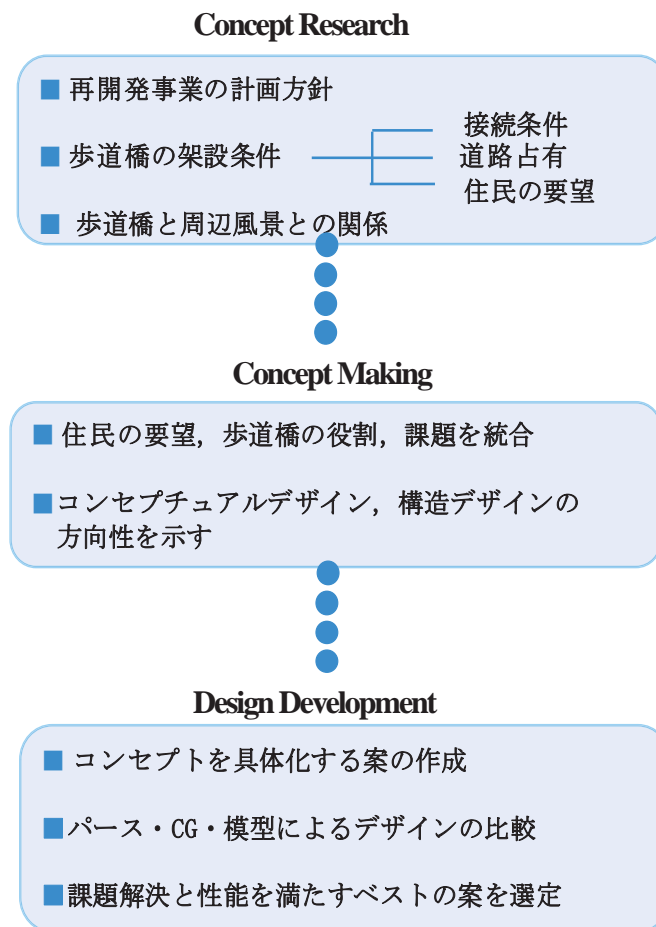 Concept Research
■ 再開発事業の計画方針
接続条件
■ 歩道橋の架設条件 道路占有
住民の要望
■ 歩道橋と周辺風景との関係
Concept Making
■ 住民の要望，歩道橋の役割，課題を統合
■ コンセプチュアルデザイン，構造デザインの
方向性を示す
Design Development
■ コンセプトを具体化する案の作成
■ パース・CG・模型によるデザインの比較
■ 課題解決と性能を満たすベストの案を選定